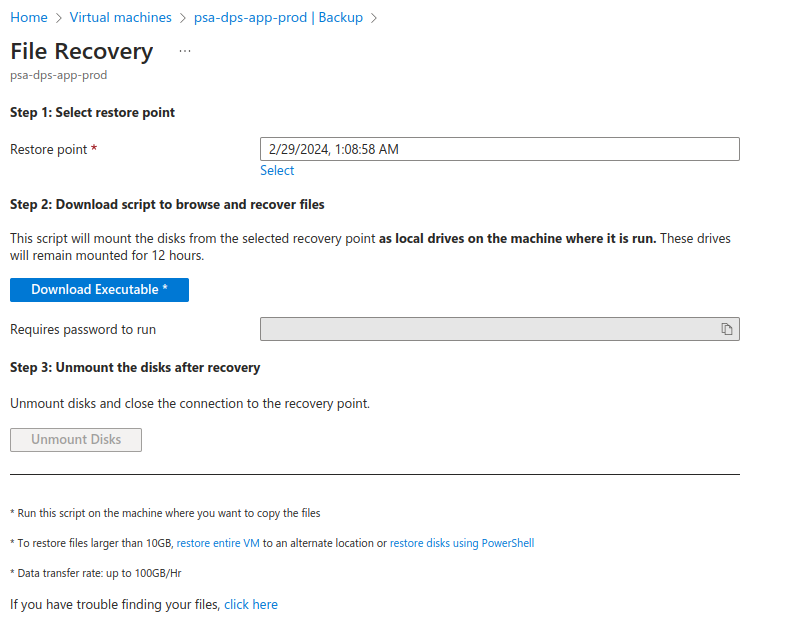 Home > Virtual machines > psa-dps-app-prod | Backup >
File Recovery ...
psa-dps-app-prod
Step 1: Select restore point
Restore point * 2/29/2024, 1:08:58 AM
Select
Step 2: Download script to browse and recover files
This script will mount the disks from the selected recovery point as local drives on the machine where it is run. These drives
will remain mounted for 12 hours.
Download Executable *
Requires password to run
Step 3: Unmount the disks after recovery
Unmount disks and close the connection to the recovery point.
Unmount Disks
* Run this script on the machine where you want to copy the files
* To restore files larger than 10GB, restore entire VM to an alternate location or restore disks using PowerShell
* Data transfer rate: up to 100GB/Hr
If you have trouble finding your files, click here